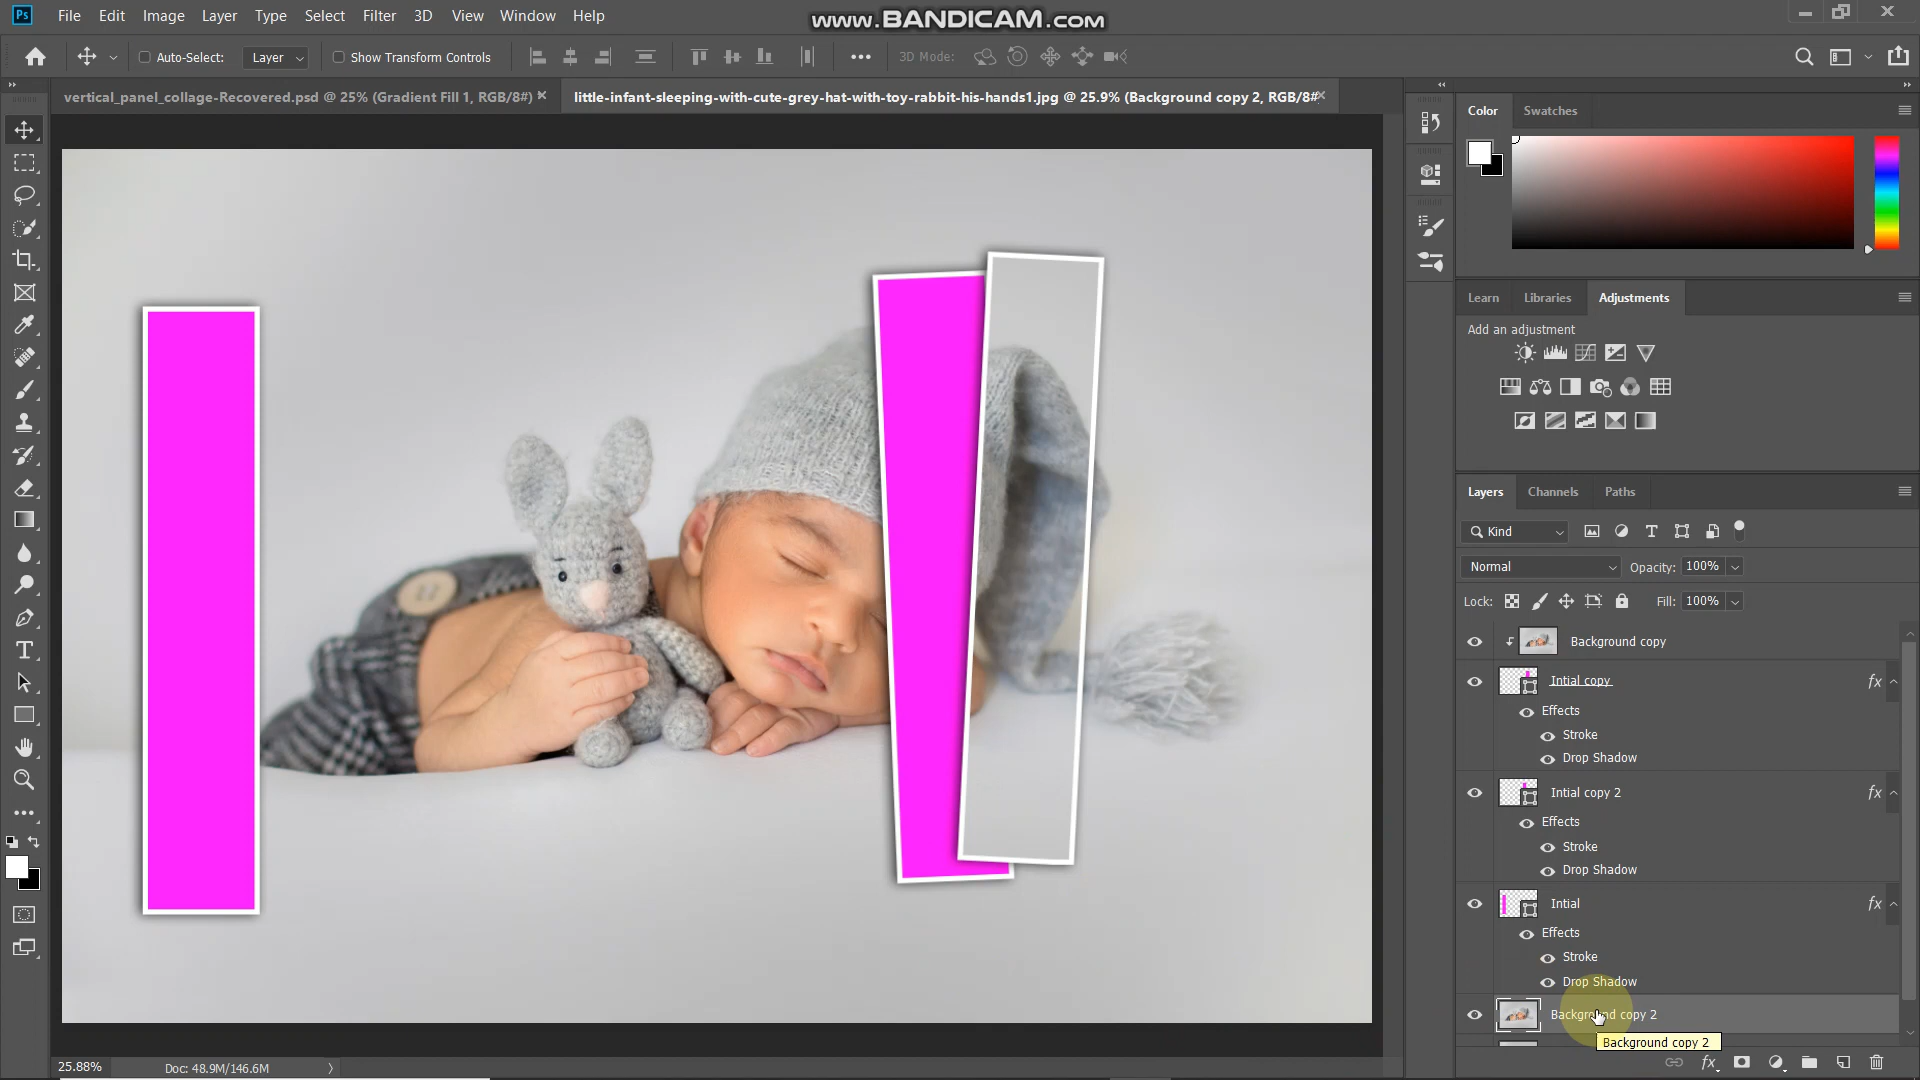 Ps File Edit Image Layer Type Select Filter 3D View Window Help
www.BANDICAM.com
Auto-Select: Layer Show Transform Controls 3D Mode:
vertical_panel_collage-Recovered.psd @ 25% (Gradient Fill 1, RGB/8#)
little-infant-sleeping-with-cute-grey-hat-with-toy-rabbit-his-hands1.jpg @ 25.9% (Background copy 2, RGB/8#
Color Swatches
Learn Libraries Adjustments
Add an adjustment
Layers Channels Paths
Kind
Normal Opacity: 100%
Lock: Fill: 100%
Background copy
Intial copy fx
Effects
Stroke
Drop Shadow
Intial copy 2 fx
Effects
Stroke
Drop Shadow
Intial fx
Effects
Stroke
Drop Shadow
Background copy 2
Background copy 2
fx
25.88% Doc: 48.9M/146.6M